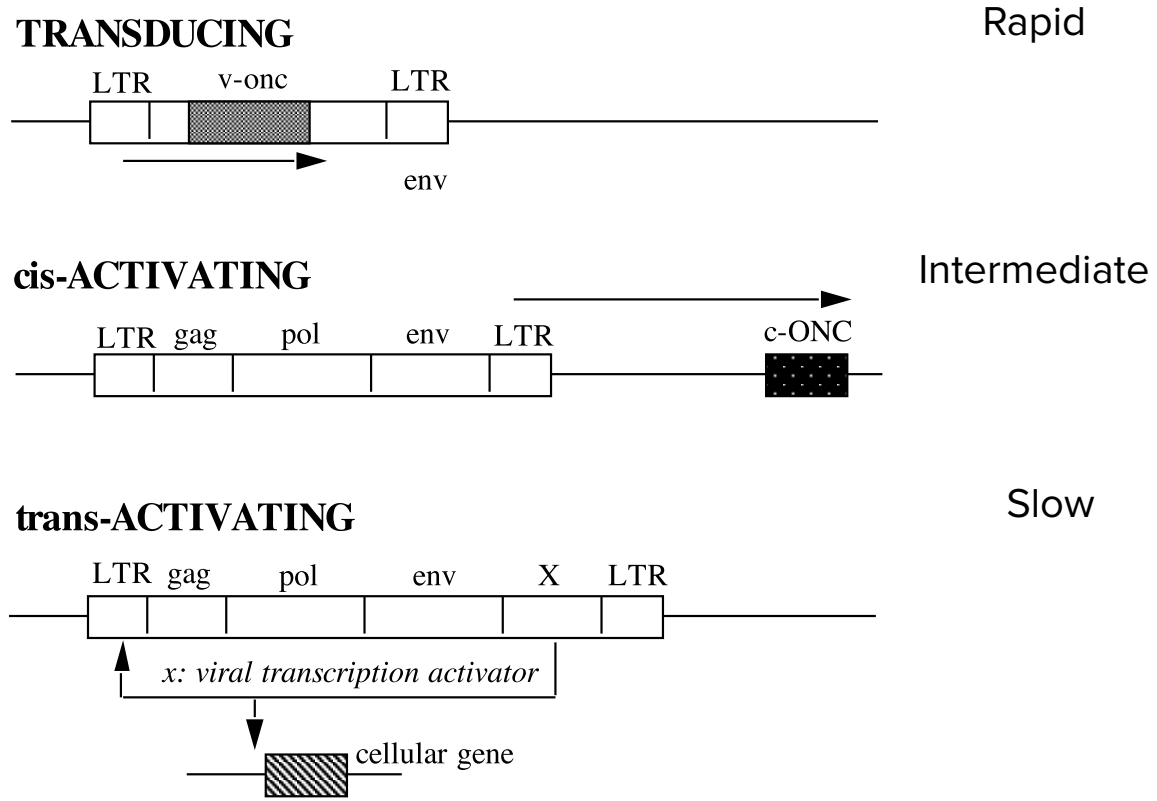 TRANSDUCING
Rapid
LTR v-onc LTR
env
cis-ACTIVATING
Intermediate
c-ONC
LTR gag pol env LTR
trans-ACTIVATING
Slow
LTR gag pol env X LTR
x: viral transcription activator
cellular gene